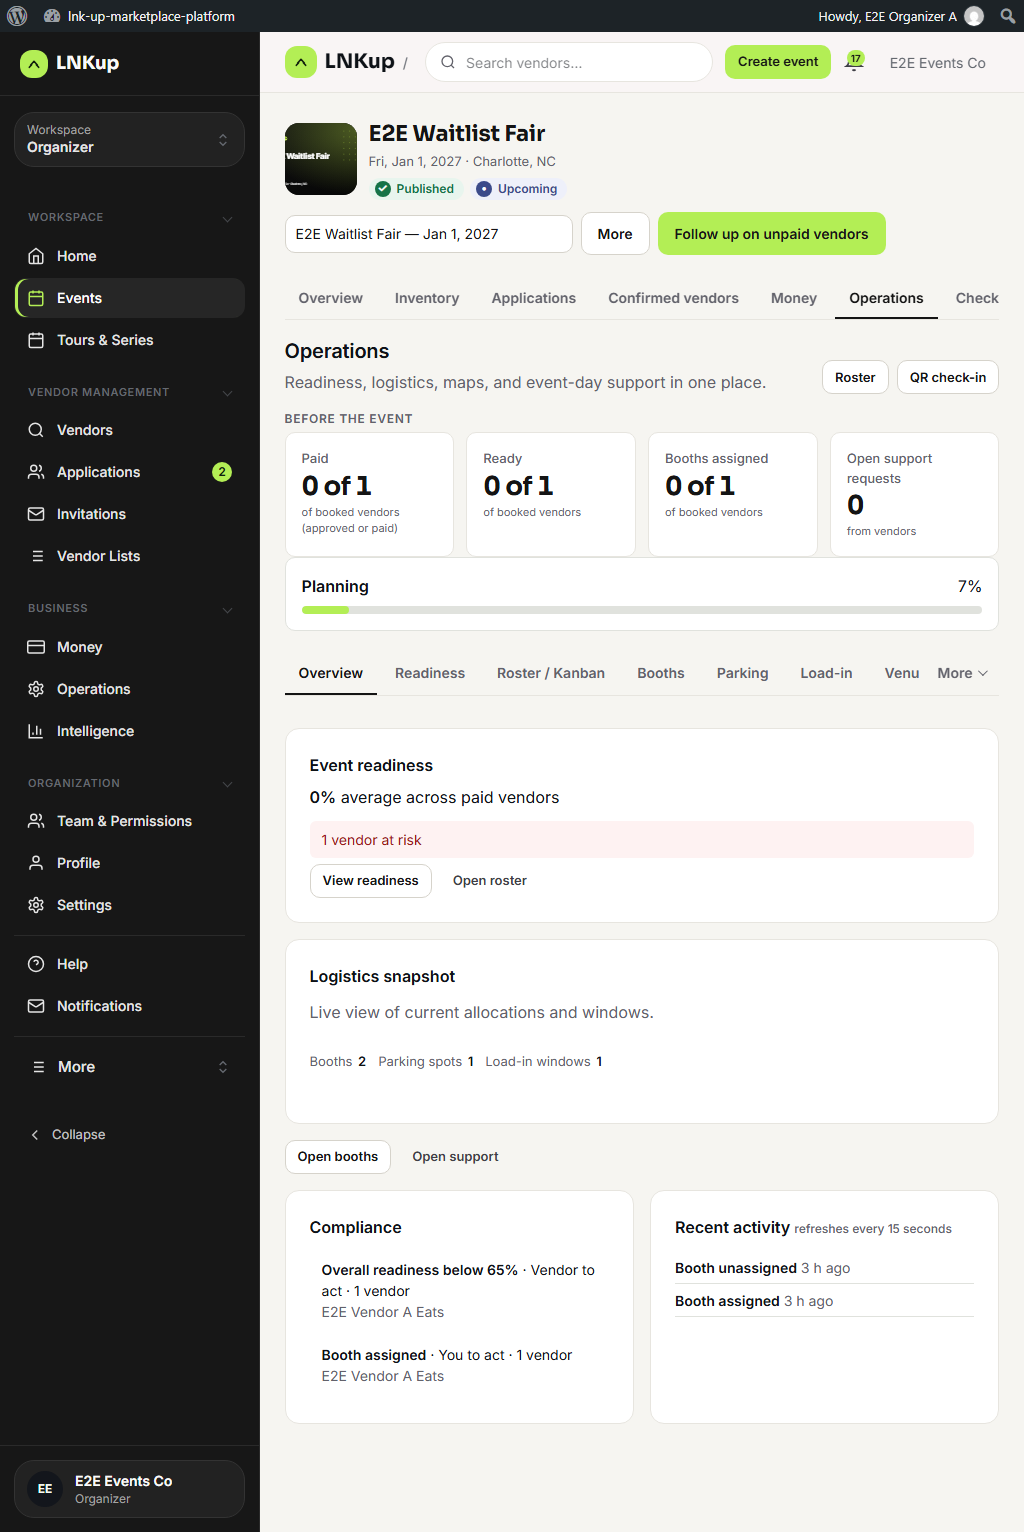 lnk-up-marketplace-platform
Howdy, E2E Organizer A
LNKup
Workspace
Organizer
WORKSPACE
Home
Events
Tours & Series
VENDOR MANAGEMENT
Vendors
Applications
2
Invitations
Vendor Lists
BUSINESS
Money
Operations
Intelligence
ORGANIZATION
Team & Permissions
Profile
Settings
Help
Notifications
More
Collapse
EE
E2E Events Co
Organizer
LNKup /
Search vendors...
Create event
17
E2E Events Co
Waitlist Fair
E2E Waitlist Fair
Fri, Jan 1, 2027 · Charlotte, NC
Published
Upcoming
E2E Waitlist Fair — Jan 1, 2027
More
Follow up on unpaid vendors
Overview
Inventory
Applications
Confirmed vendors
Money
Operations
Check
Operations
Readiness, logistics, maps, and event-day support in one place.
Roster
QR check-in
BEFORE THE EVENT
Paid
0 of 1
of booked vendors
(approved or paid)
Ready
0 of 1
of booked vendors
Booths assigned
0 of 1
of booked vendors
Open support
requests
0
from vendors
Planning
7%
Overview
Readiness
Roster / Kanban
Booths
Parking
Load-in
Venu
More
Event readiness
0% average across paid vendors
1 vendor at risk
View readiness
Open roster
Logistics snapshot
Live view of current allocations and windows.
Booths 2 Parking spots 1 Load-in windows 1
Open booths
Open support
Compliance
Overall readiness below 65% · Vendor to
act · 1 vendor
E2E Vendor A Eats
Booth assigned · You to act · 1 vendor
E2E Vendor A Eats
Recent activity refreshes every 15 seconds
Booth unassigned 3 h ago
Booth assigned 3 h ago